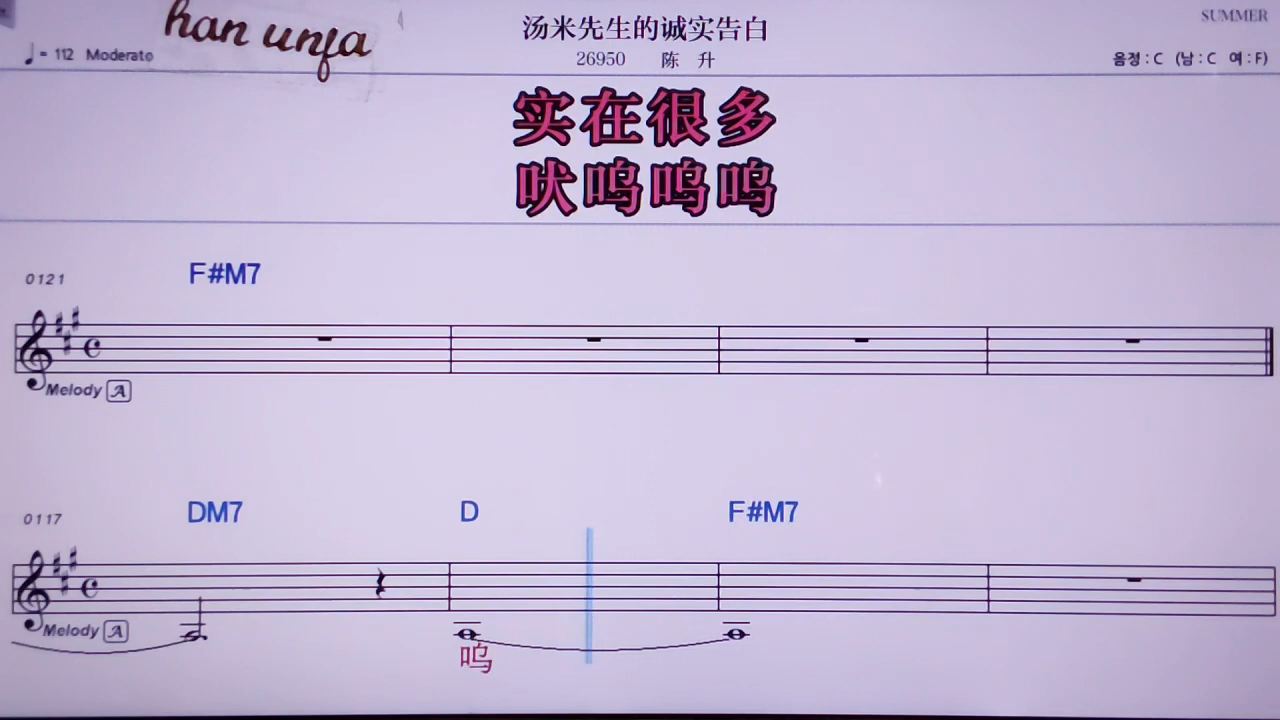 han unfa
汤米先生的诚实告白
SUMMER
♩= 112 Moderato
26950 陈 升
음정 : C (남 : C 여 : F)
实在很多
吠呜呜呜
0121 F#M7
Melody A
0117 DM7 D F#M7
Melody A
呜